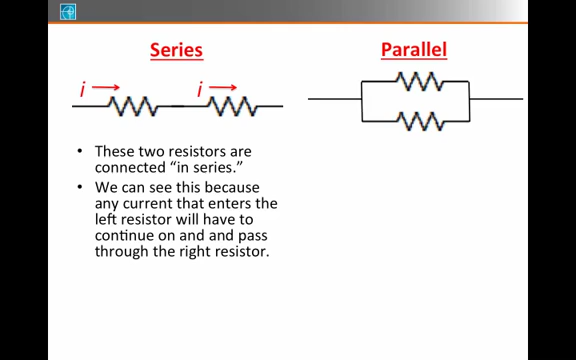 Series
Parallel
i
i
• These two resistors are
connected “in series.”
• We can see this because
any current that enters the
left resistor will have to
continue on and and pass
through the right resistor.